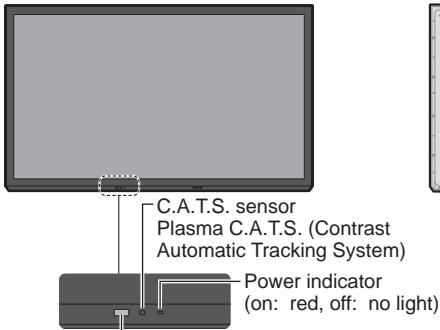 C.A.T.S. sensor
Plasma C.A.T.S. (Contrast
Automatic Tracking System)
Power indicator
(on: red, off: no light)